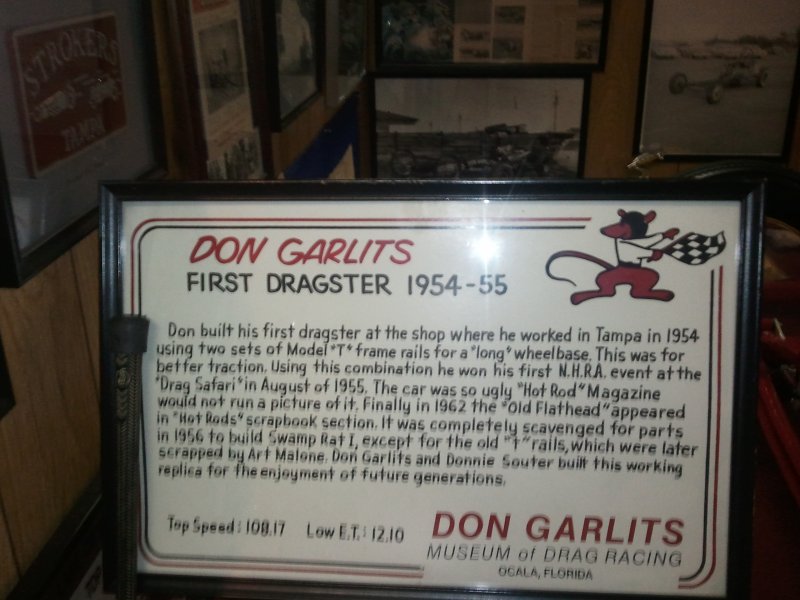 STROKERS
TAMPA
DON GARLITS
FIRST DRAGSTER 1954-55
Don built his first dragster at the shop where he worked in Tampa in 1954
using two sets of Model "T" frame rails for a "long" wheelbase. This was for
better traction. Using this combination he won his first N.H.R.A. event at the
"Drag Safari" in August of 1955. The car was so ugly "Hot Rod" Magazine
would not run a picture of it. Finally in 1962 the "Old Flathead" appeared
in "Hot Rods" scrapbook section. It was completely scavenged for parts
in 1956 to build Swamp Rat I, except for the old "t" rails, which were later
scrapped by Art Malone. Don Garlits and Donnie Souter built this working
replica for the enjoyment of future generations.
Top Speed: 108.17 Low E.T.: 12.10
DON GARLITS
MUSEUM of DRAG RACING
OCALA, FLORIDA